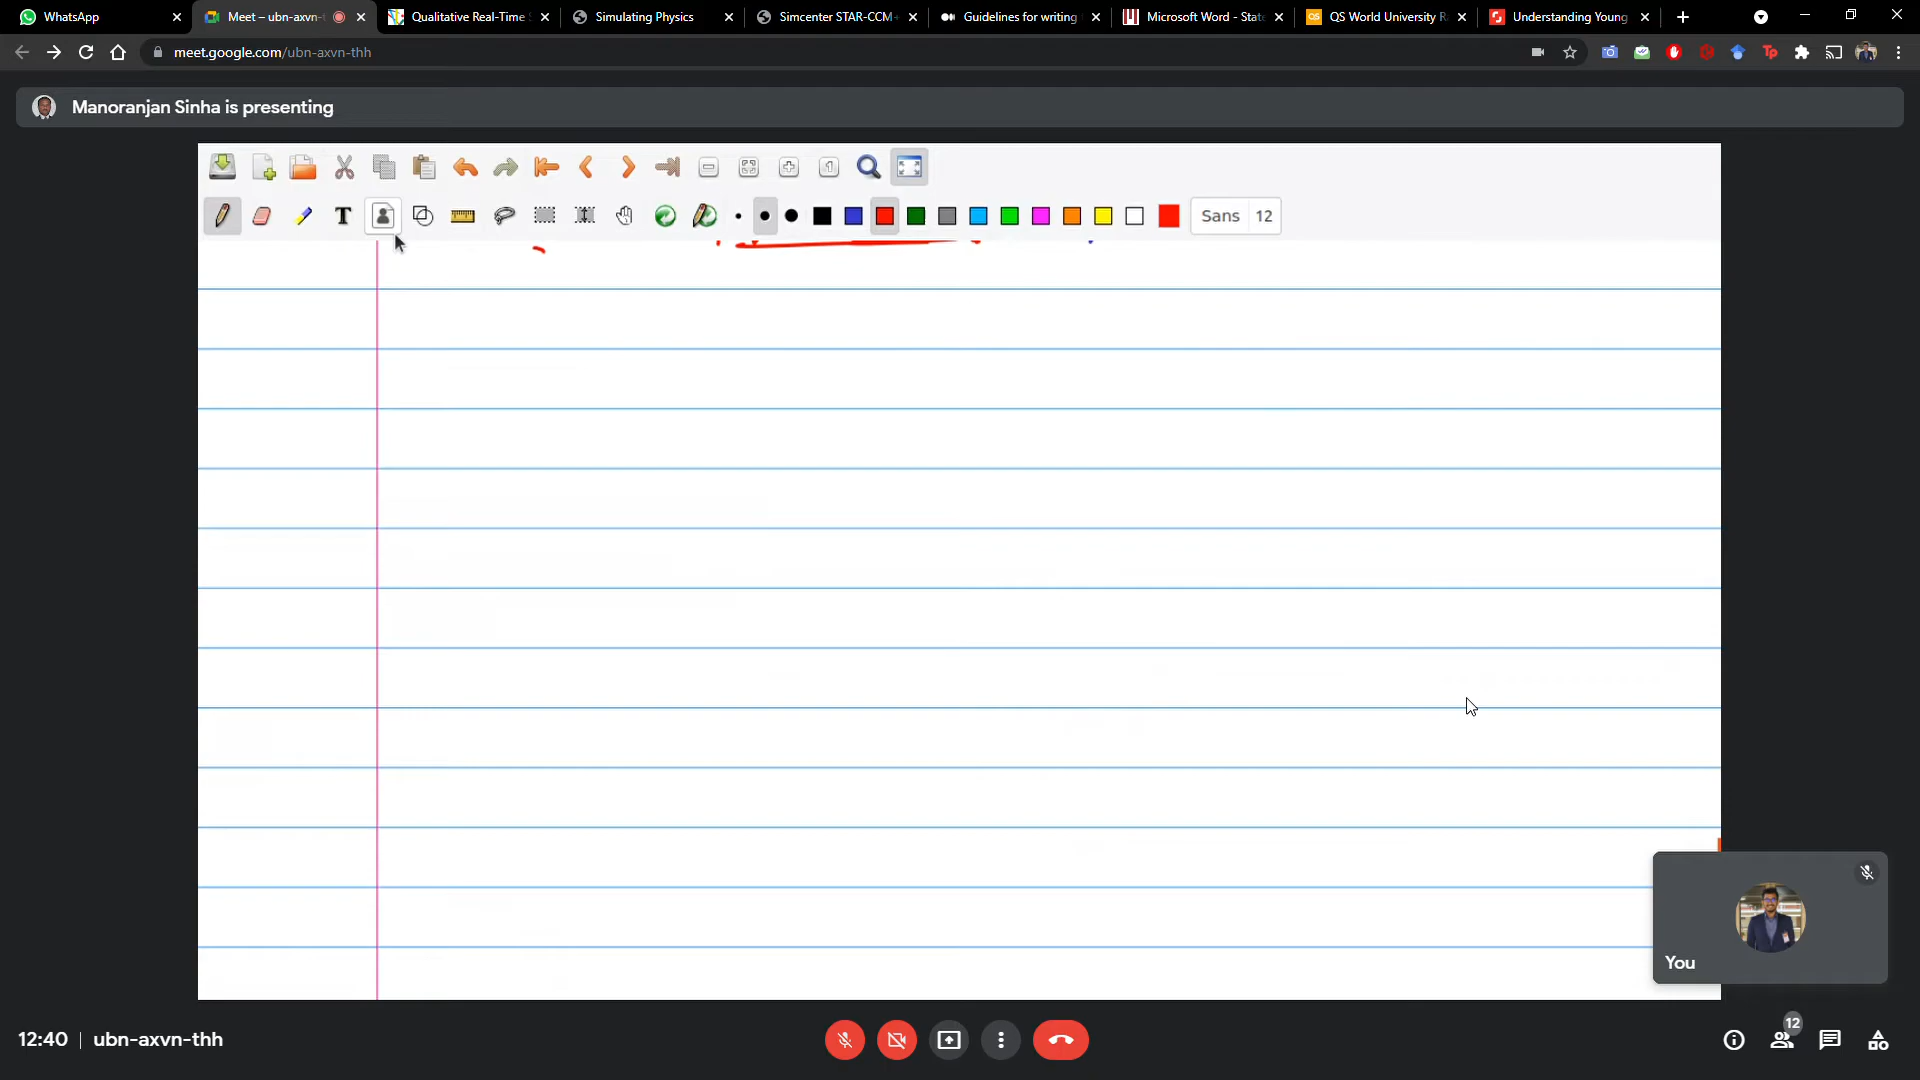 WhatsApp
Meet – ubn-axvn-t
Qualitative Real-Time
Simulating Physics
Simcenter STAR-CCM+
Guidelines for writing
Microsoft Word - State
QS World University R
Understanding Young
meet.google.com/ubn-axvn-thh
Manoranjan Sinha is presenting
T
Sans 12
You
12:40 | ubn-axvn-thh
12